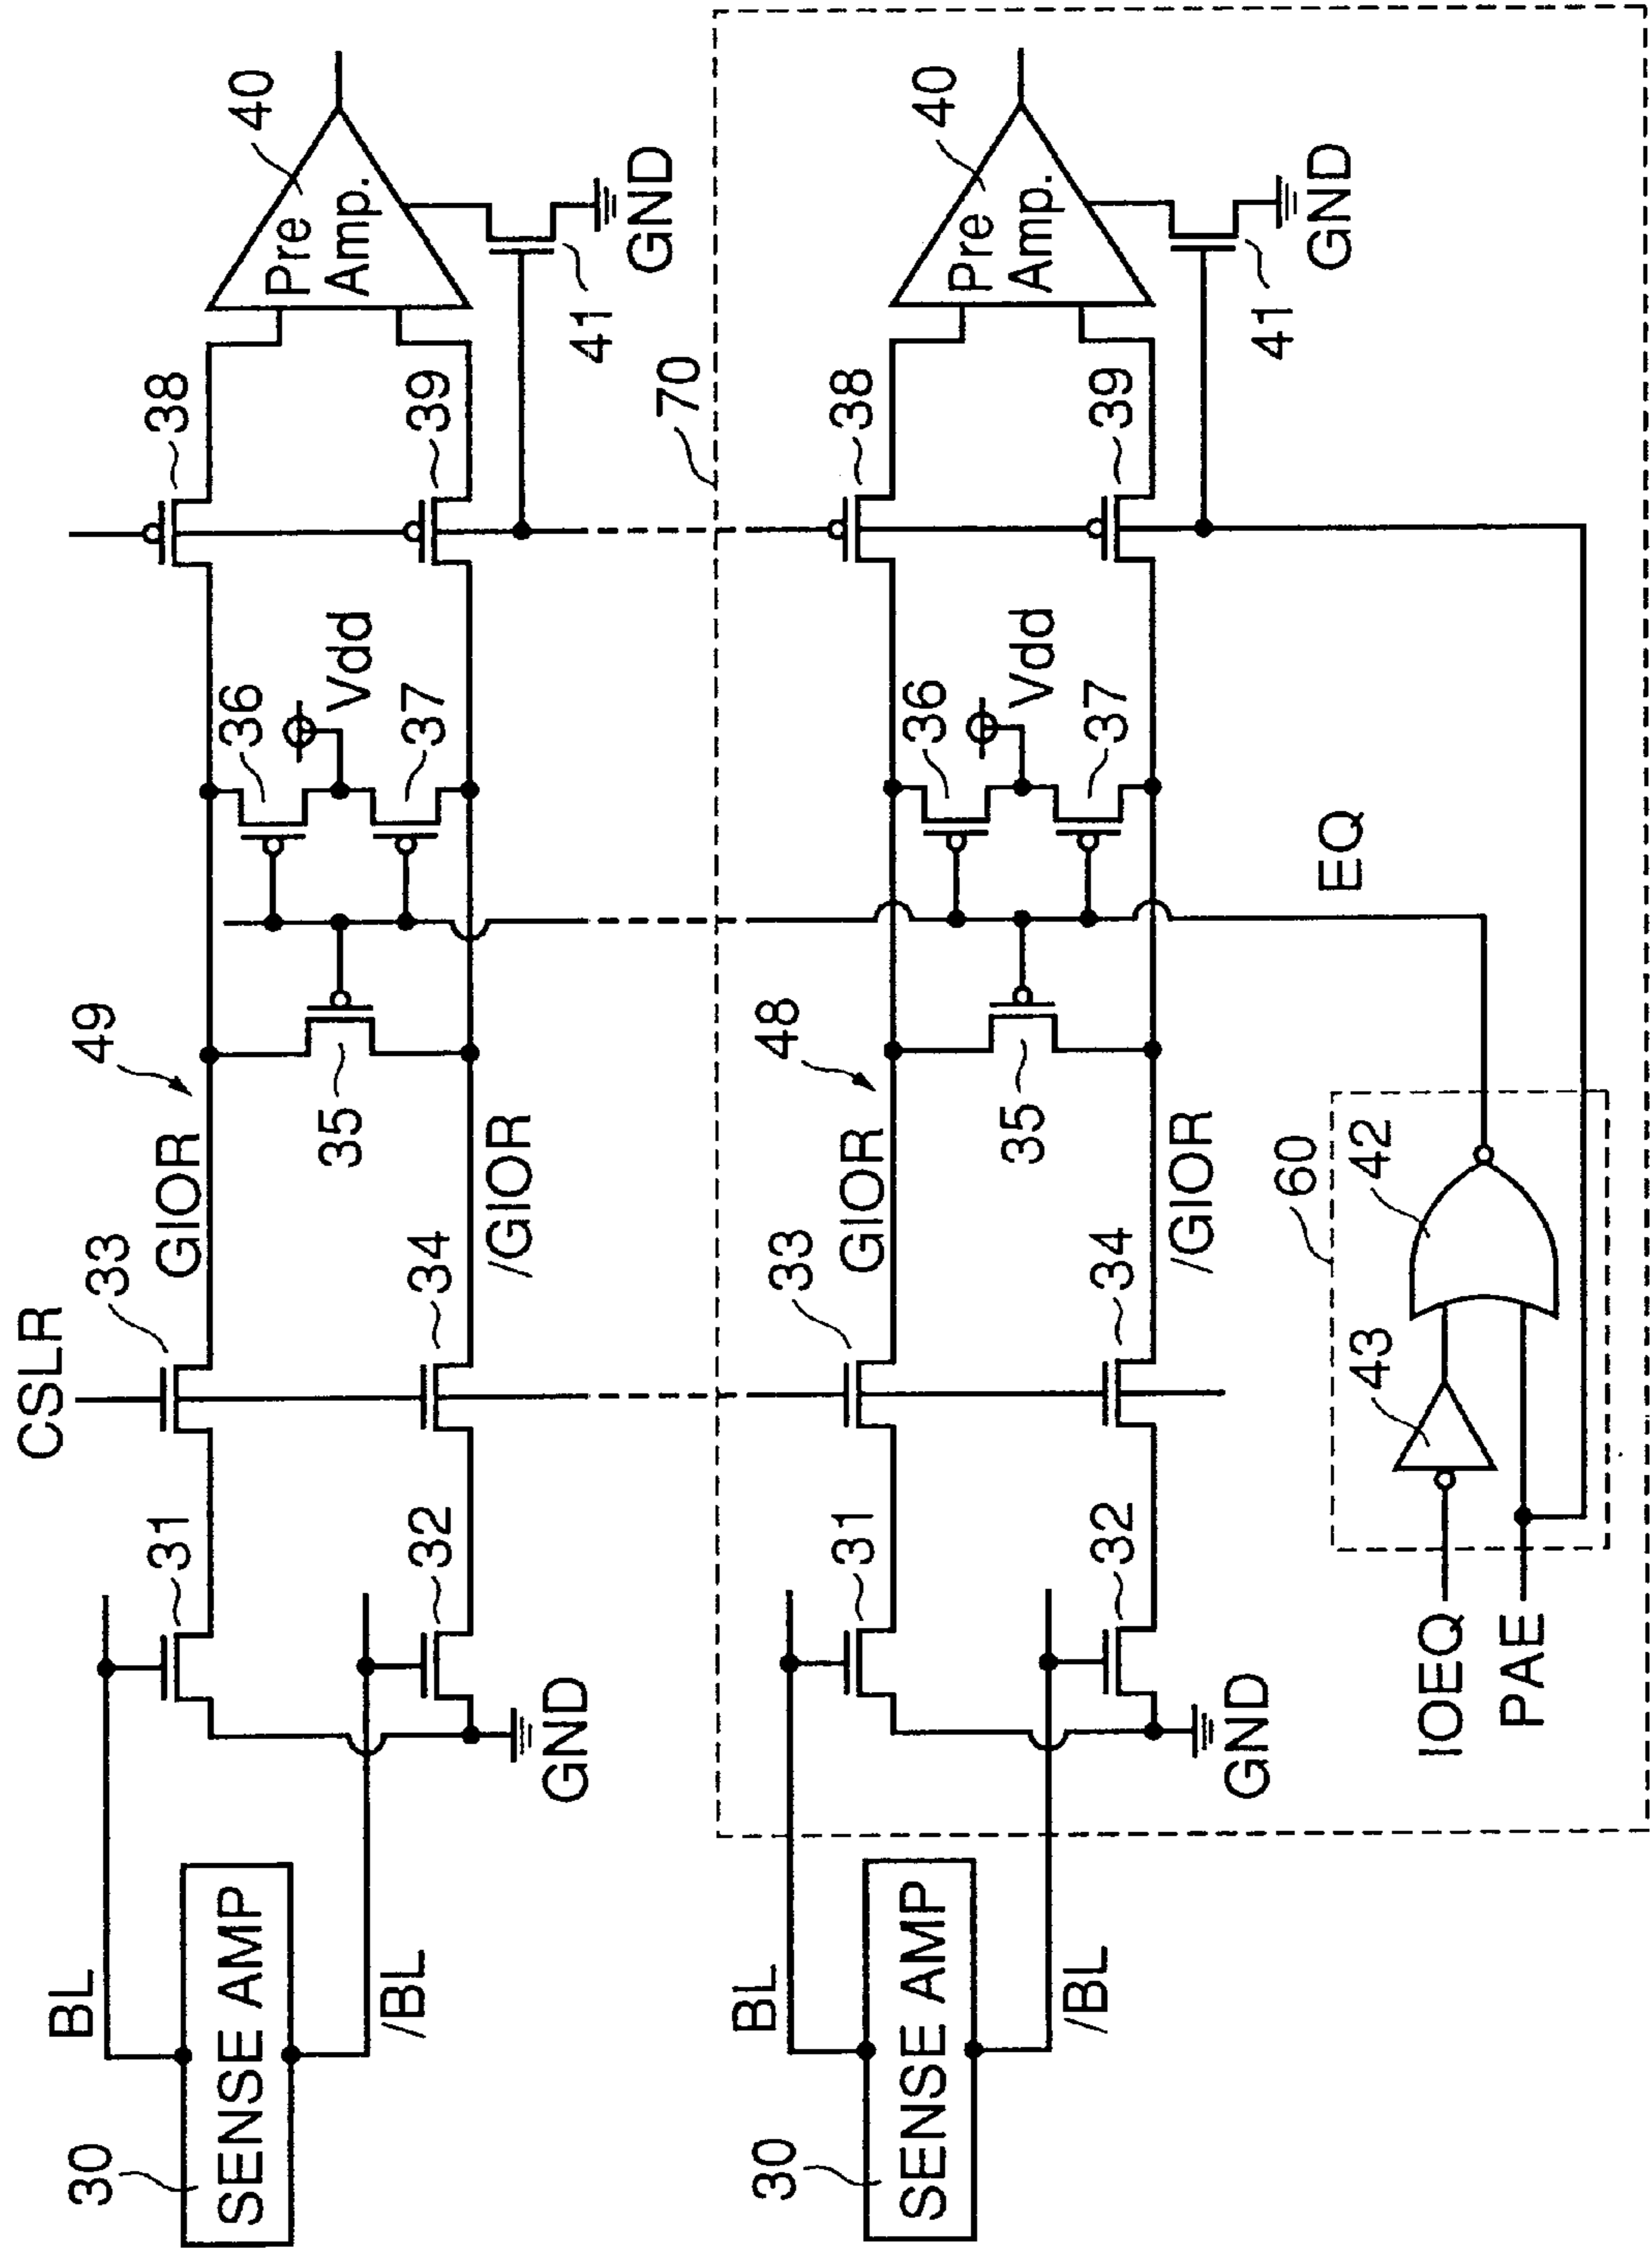 CSLR
BL
30
SENSE AMP
/BL
31
32
GND
33
34
GIOR
/GIOR
49
35
36
37
Vdd
38
39
40
Pre
Amp.
41
GND
70
BL
30
SENSE AMP
/BL
31
32
GND
33
34
GIOR
/GIOR
48
35
36
37
Vdd
EQ
38
39
40
Pre
Amp.
41
GND
60
42
43
IOEQ
PAE